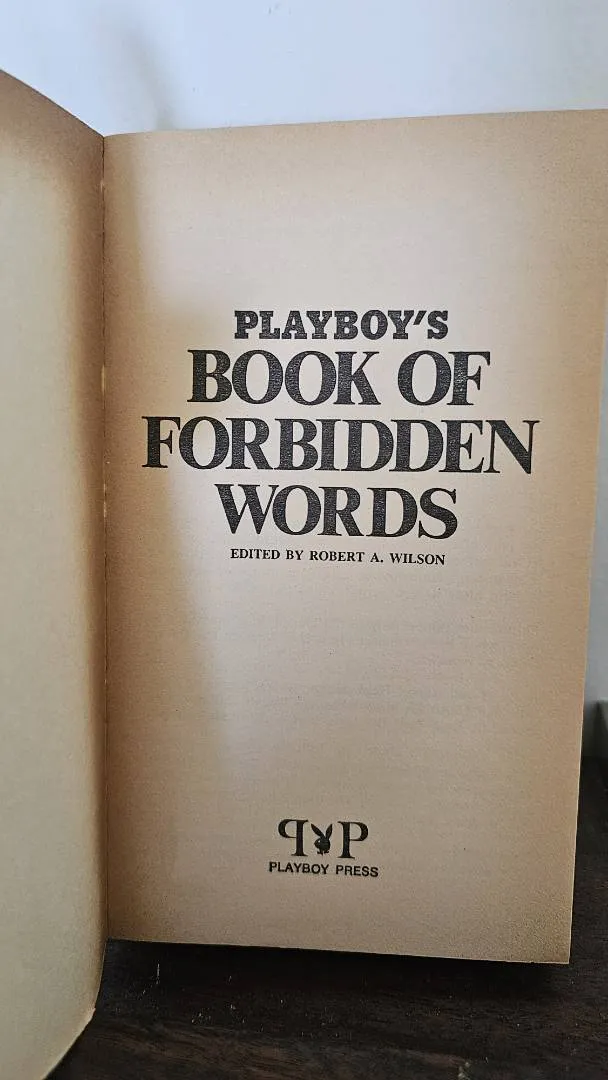 PLAYBOY'S
BOOK OF
FORBIDDEN
WORDS
EDITED BY ROBERT A. WILSON
PP
PLAYBOY PRESS